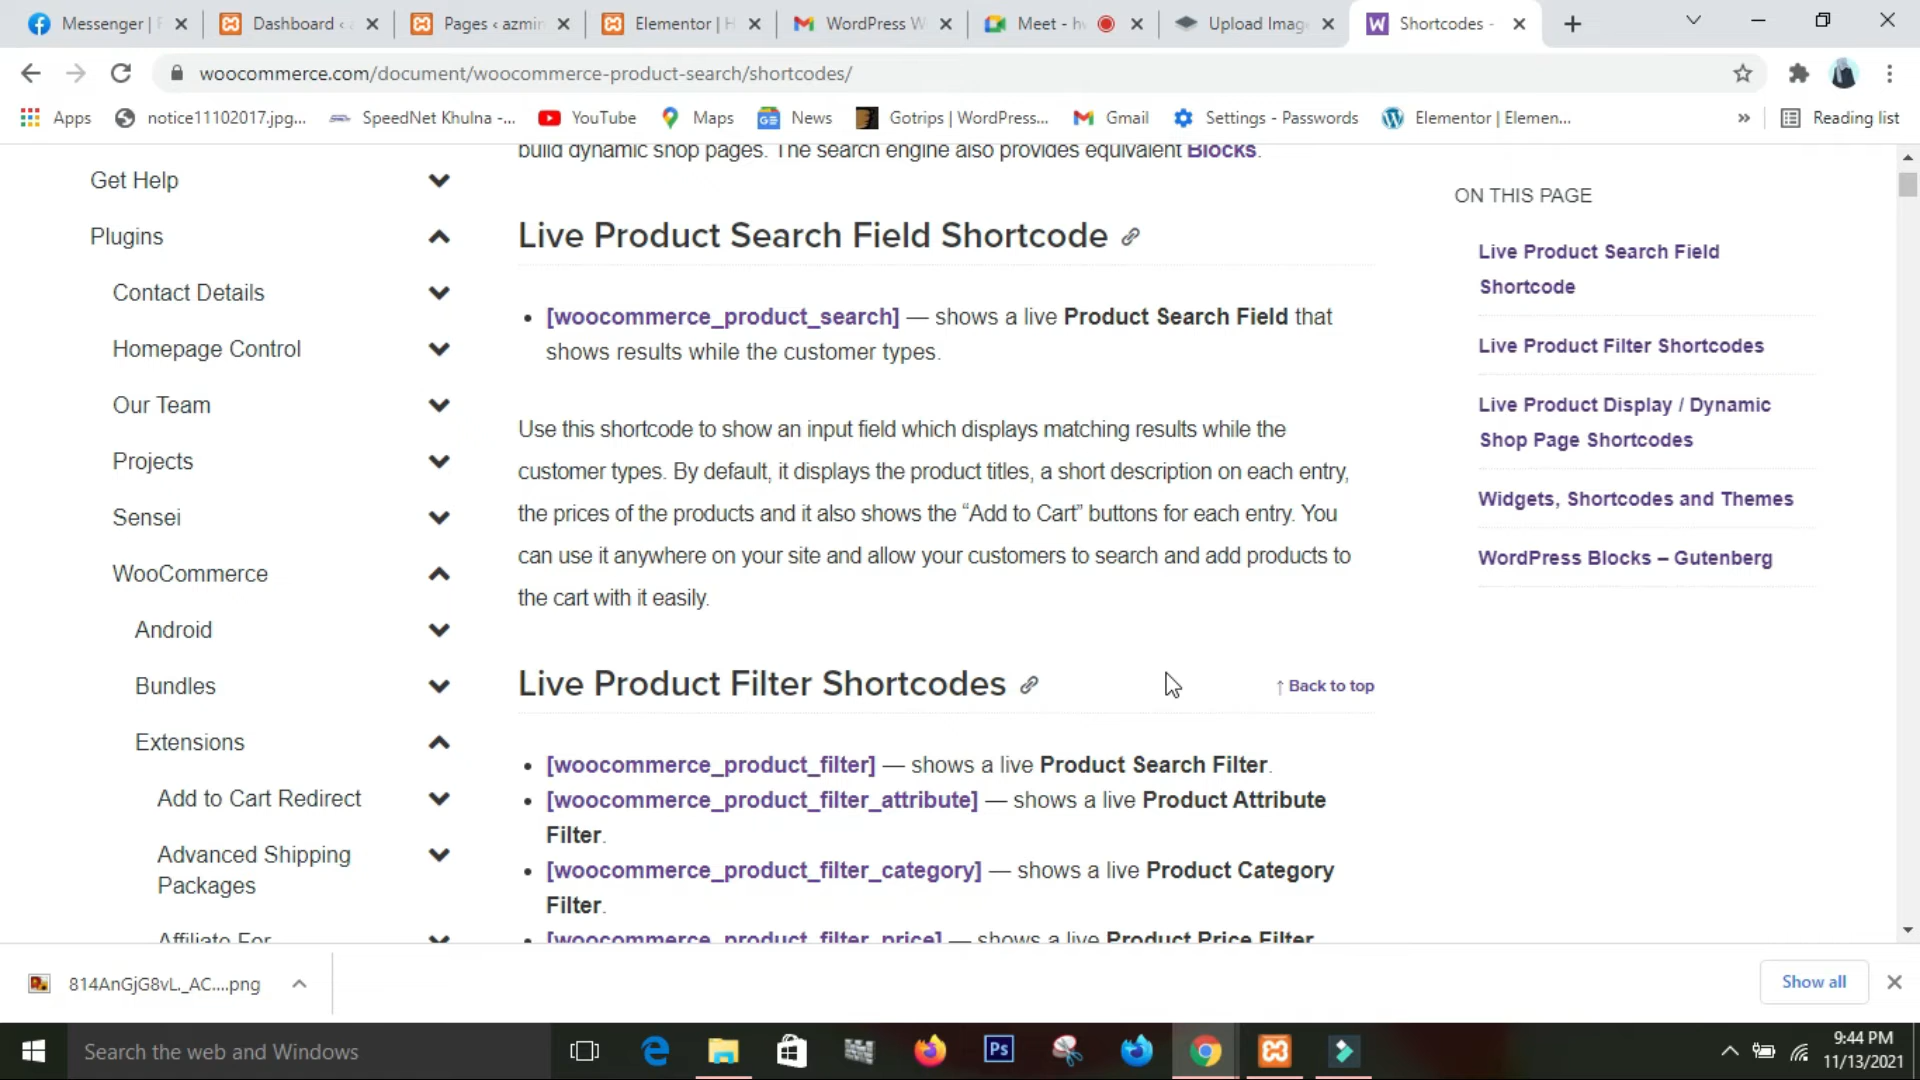 Messenger | F
Dashboard ‹ a
Pages ‹ azmin
Elementor | H
WordPress W
Meet - hv
Upload Imag
Shortcodes -
woocommerce.com/document/woocommerce-product-search/shortcodes/
Apps
notice11102017.jpg...
SpeedNet Khulna -...
YouTube
Maps
News
Gotrips | WordPress...
Gmail
Settings - Passwords
Elementor | Elemen...
»
Reading list
Get Help
Plugins
Contact Details
Homepage Control
Our Team
Projects
Sensei
WooCommerce
Android
Bundles
Extensions
Add to Cart Redirect
Advanced Shipping
Packages
Affiliate For
build dynamic shop pages. The search engine also provides equivalent Blocks.
Live Product Search Field Shortcode
• [woocommerce_product_search] — shows a live Product Search Field that
shows results while the customer types.
Use this shortcode to show an input field which displays matching results while the
customer types. By default, it displays the product titles, a short description on each entry,
the prices of the products and it also shows the “Add to Cart” buttons for each entry. You
can use it anywhere on your site and allow your customers to search and add products to
the cart with it easily.
Live Product Filter Shortcodes
↑ Back to top
• [woocommerce_product_filter] — shows a live Product Search Filter.
• [woocommerce_product_filter_attribute] — shows a live Product Attribute
Filter.
• [woocommerce_product_filter_category] — shows a live Product Category
Filter.
• [woocommerce_product_filter_price] — shows a live Product Price Filter
ON THIS PAGE
Live Product Search Field
Shortcode
Live Product Filter Shortcodes
Live Product Display / Dynamic
Shop Page Shortcodes
Widgets, Shortcodes and Themes
WordPress Blocks – Gutenberg
814AnGjG8vL._AC....png
Show all
Search the web and Windows
Ps
9:44 PM
11/13/2021